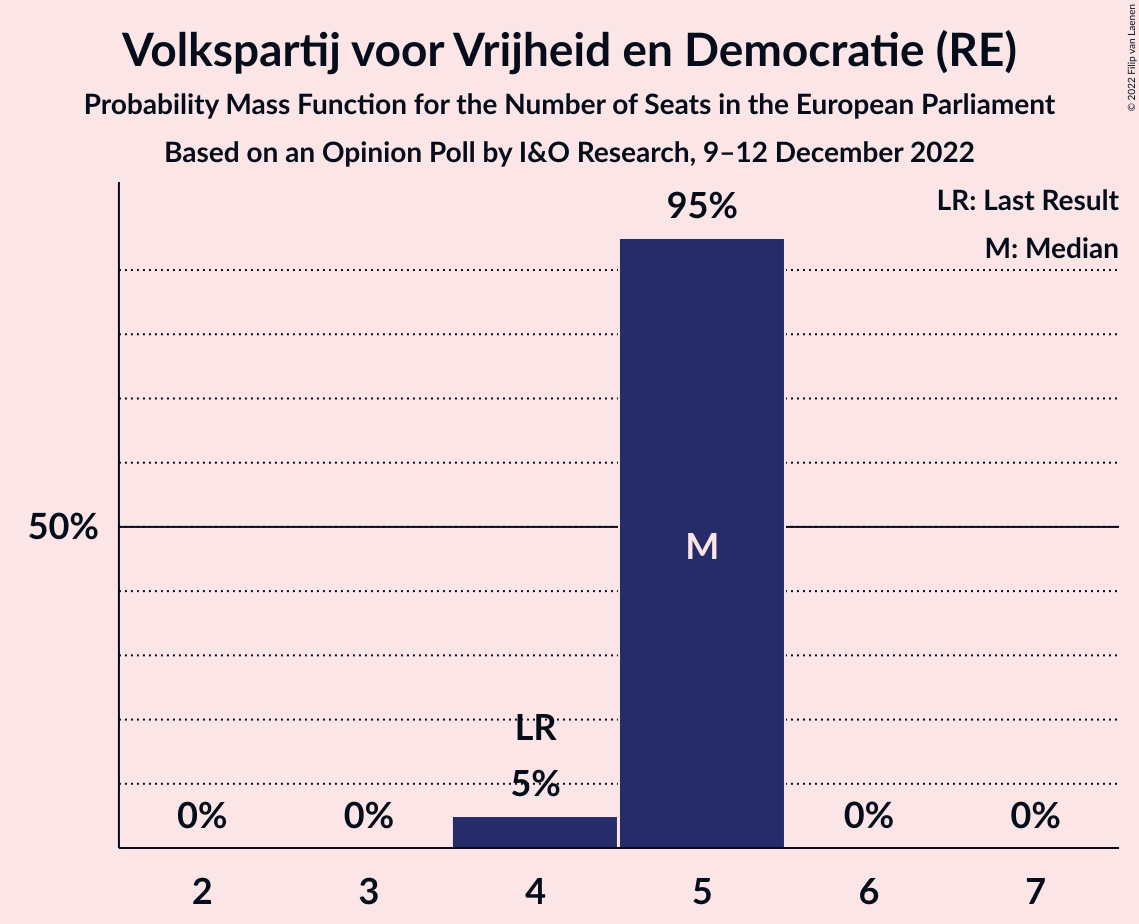 Volkspartij voor Vrijheid en Democratie (RE)
Probability Mass Function for the Number of Seats in the European Parliament
Based on an Opinion Poll by I&O Research, 9–12 December 2022
© 2022 Filip van Laenen
LR: Last Result
M: Median
95%
50%
M
LR
5%
0% 0% 0% 0%
2 3 4 5 6 7